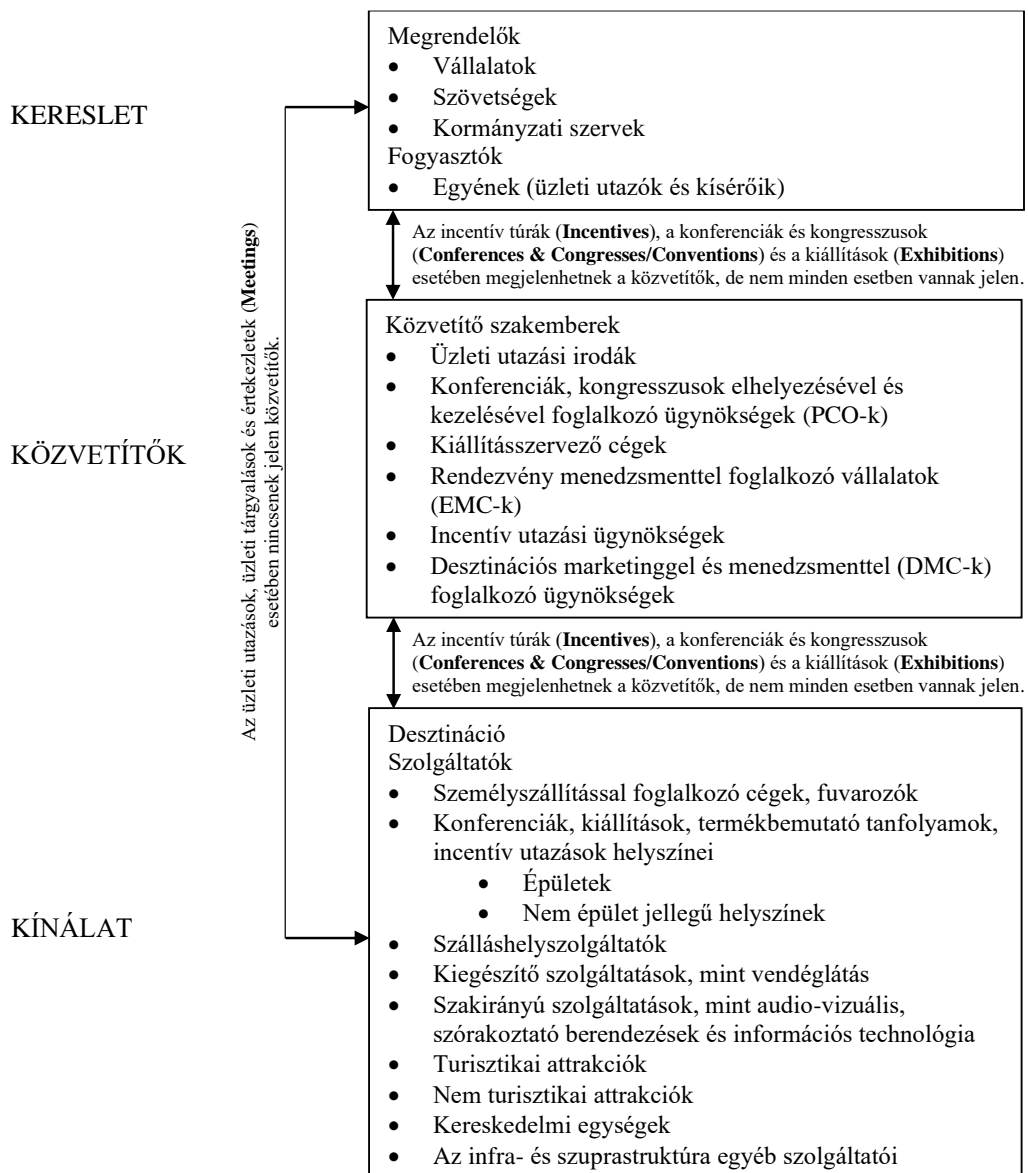 KERESLET
Megrendelők
• Vállalatok
• Szövetségek
• Kormányzati szervek
Fogyasztók
• Egyének (üzleti utazók és kísérőik)
Az incentív túrák (Incentives), a konferenciák és kongresszusok
(Conferences & Congresses/Conventions) és a kiállítások (Exhibitions)
esetében megjelenhetnek a közvetítők, de nem minden esetben vannak jelen.
Az üzleti utazások, üzleti tárgyalások és értekezletek (Meetings)
esetében nincsenek jelen közvetítők.
KÖZVETÍTŐK
Közvetítő szakemberek
• Üzleti utazási irodák
• Konferenciák, kongresszusok elhelyezésével és
kezelésével foglalkozó ügynökségek (PCO-k)
• Kiállításszervező cégek
• Rendezvény menedzsmenttel foglalkozó vállalatok
(EMC-k)
• Incentív utazási ügynökségek
• Desztinációs marketinggel és menedzsmenttel (DMC-k)
foglalkozó ügynökségek
Az incentív túrák (Incentives), a konferenciák és kongresszusok
(Conferences & Congresses/Conventions) és a kiállítások (Exhibitions)
esetében megjelenhetnek a közvetítők, de nem minden esetben vannak jelen.
KÍNÁLAT
Desztináció
Szolgáltatók
• Személyszállítással foglalkozó cégek, fuvarozók
• Konferenciák, kiállítások, termékbemutató tanfolyamok,
incentív utazások helyszínei
• Épületek
• Nem épület jellegű helyszínek
• Szálláshelyszolgáltatók
• Kiegészítő szolgáltatások, mint vendéglátás
• Szakirányú szolgáltatások, mint audio-vizuális,
szórakoztató berendezések és információs technológia
• Turisztikai attrakciók
• Nem turisztikai attrakciók
• Kereskedelmi egységek
• Az infra- és szuprastruktúra egyéb szolgáltatói